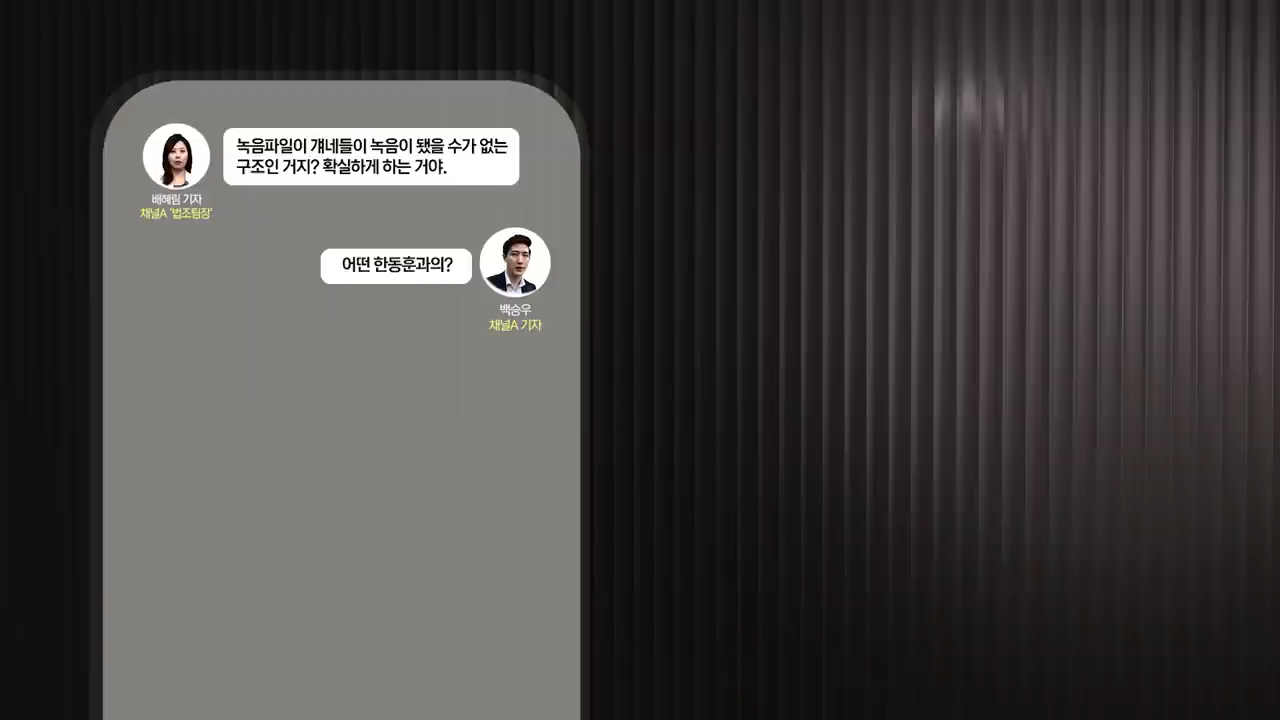 녹음파일이 걔네들이 녹음이 됐을 수가 없는
구조인 거지? 확실하게 하는 거야.
배혜림 기자
채널A '법조팀장'
어떤 한동훈과의?
백승우
채널A 기자